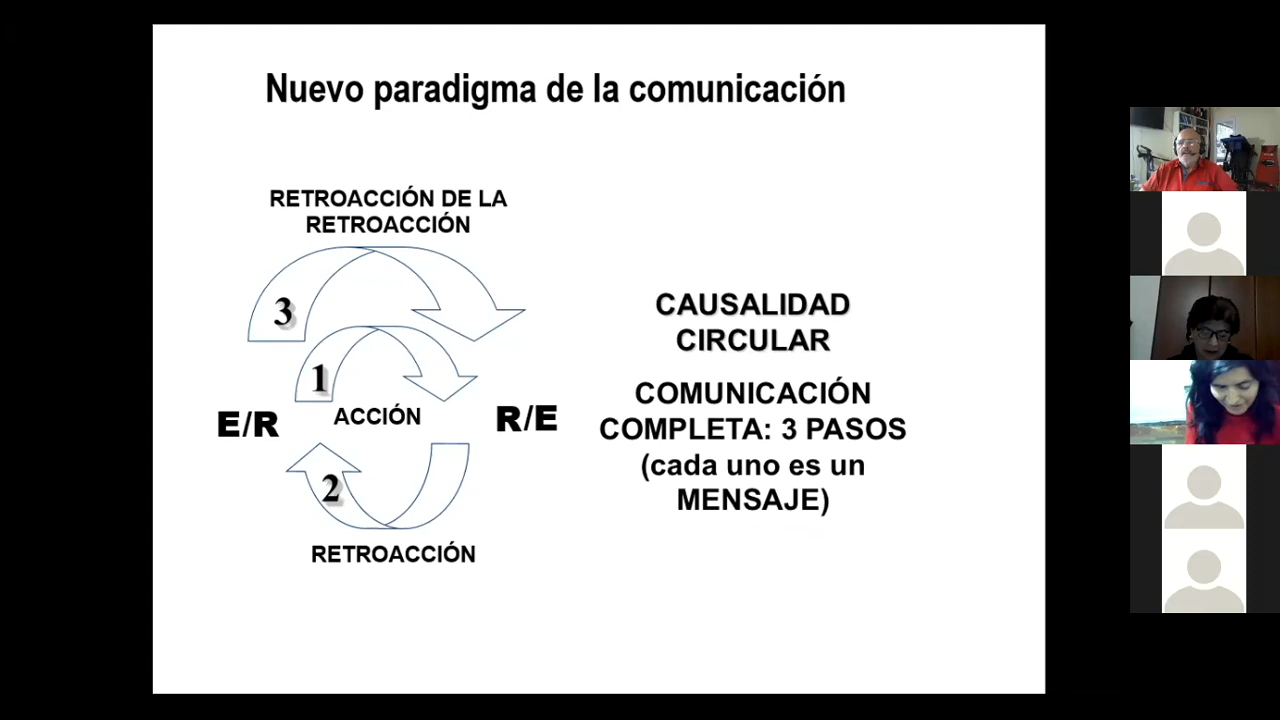 Nuevo paradigma de la comunicación
RETROACCIÓN DE LA
RETROACCIÓN
3
1
E/R
ACCIÓN
R/E
2
RETROACCIÓN
CAUSALIDAD
CIRCULAR
COMUNICACIÓN
COMPLETA: 3 PASOS
(cada uno es un
MENSAJE)